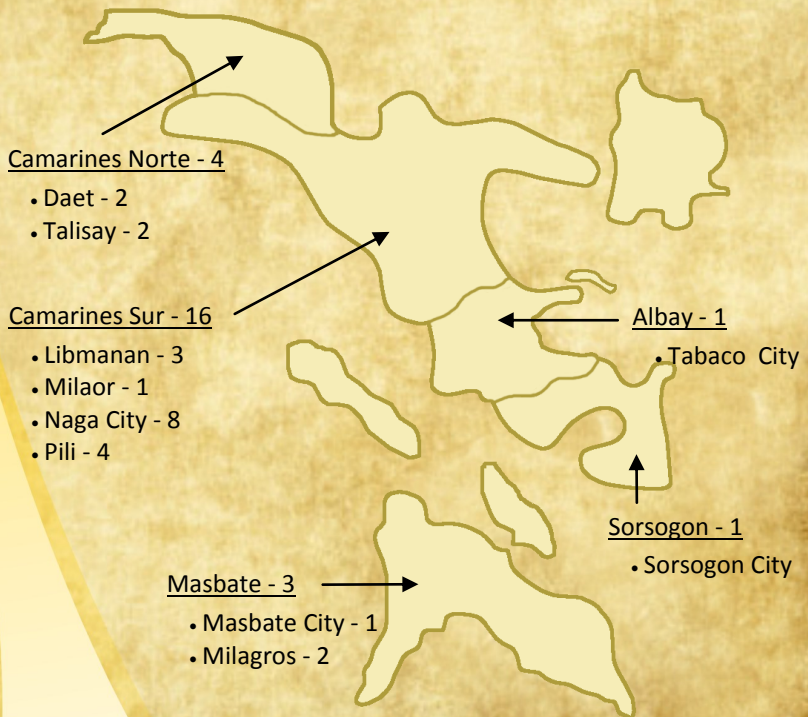 Camarines Norte - 4
• Daet - 2
• Talisay - 2
Camarines Sur - 16
• Libmanan - 3
• Milaor - 1
• Naga City - 8
• Pili - 4
Albay - 1
• Tabaco City
Sorsogon - 1
• Sorsogon City
Masbate - 3
• Masbate City - 1
• Milagros - 2